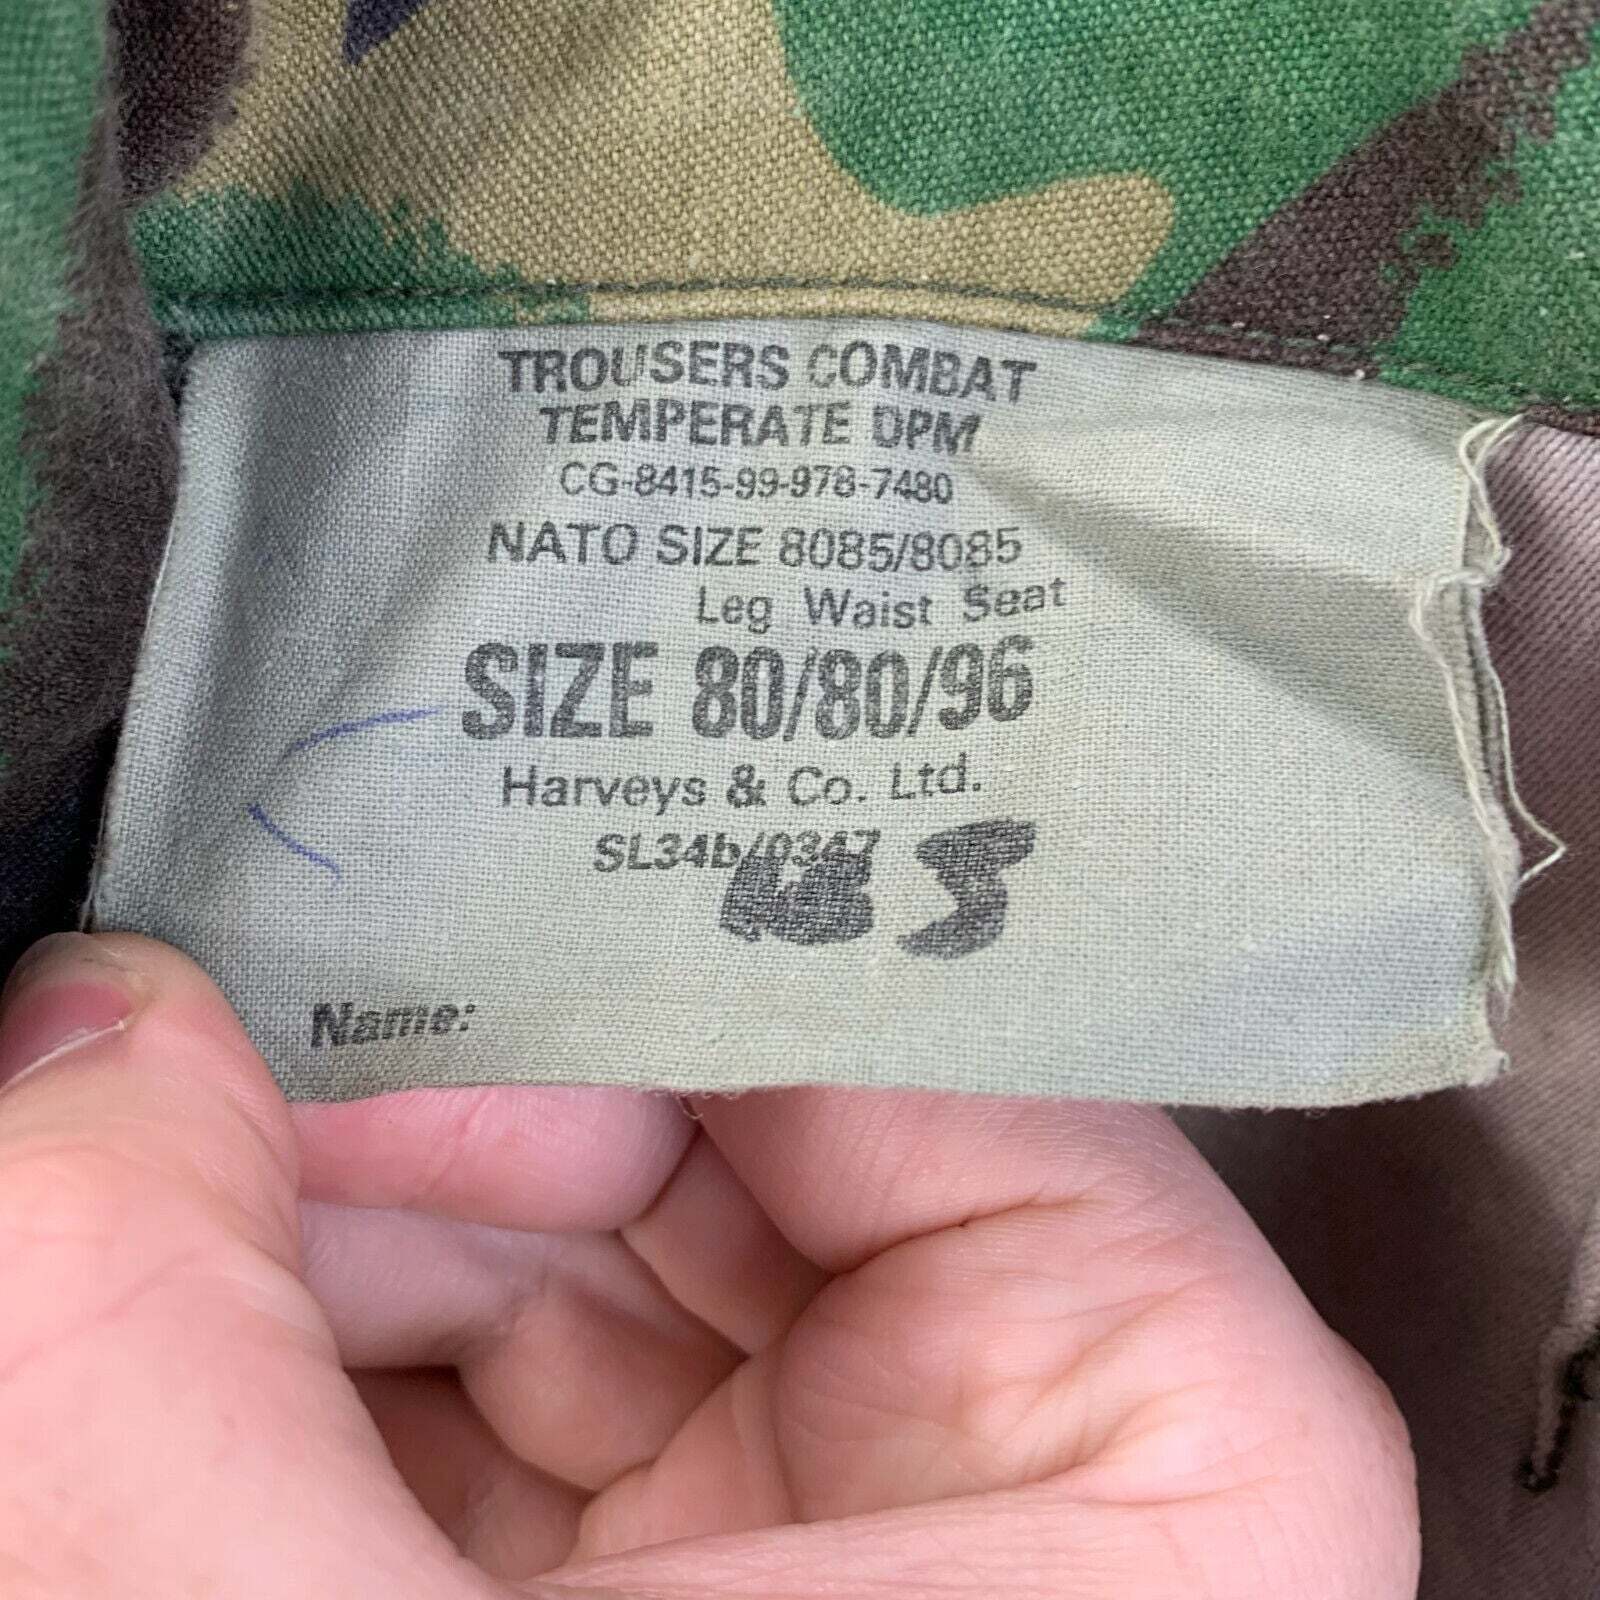 TROUSERS COMBAT
TEMPERATE DPM
CG-8415-99-978-7480
NATO SIZE 8085/8085
Leg Waist Seat
SIZE 80/80/96
Harveys & Co. Ltd.
SL34b/0347
Name: